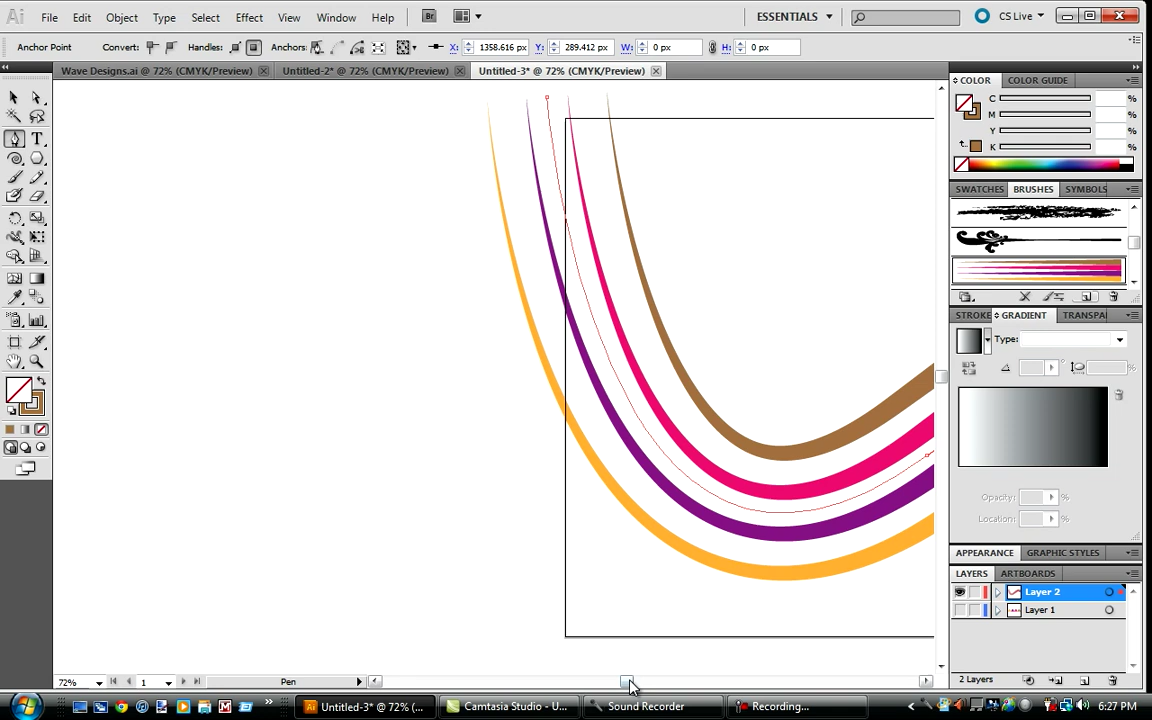 Ai File Edit Object Type Select Effect View Window Help Br ESSENTIALS CS Live
Anchor Point Convert: Handles: Anchors: X: 1358.616 px Y: 289.412 px W: 0 px H: 0 px
Wave Designs.ai @ 72% (CMYK/Preview) Untitled-2* @ 72% (CMYK/Preview) Untitled-3* @ 72% (CMYK/Preview)
COLOR COLOR GUIDE
C %
M %
Y %
K %
SWATCHES BRUSHES SYMBOLS
STROKE GRADIENT TRANSPA
Type:
Opacity: %
Location: %
APPEARANCE GRAPHIC STYLES
LAYERS ARTBOARDS
Layer 2
Layer 1
2 Layers
72% 1 Pen
Untitled-3* @ 72% (... Camtasia Studio - U... Sound Recorder Recording... 6:27 PM